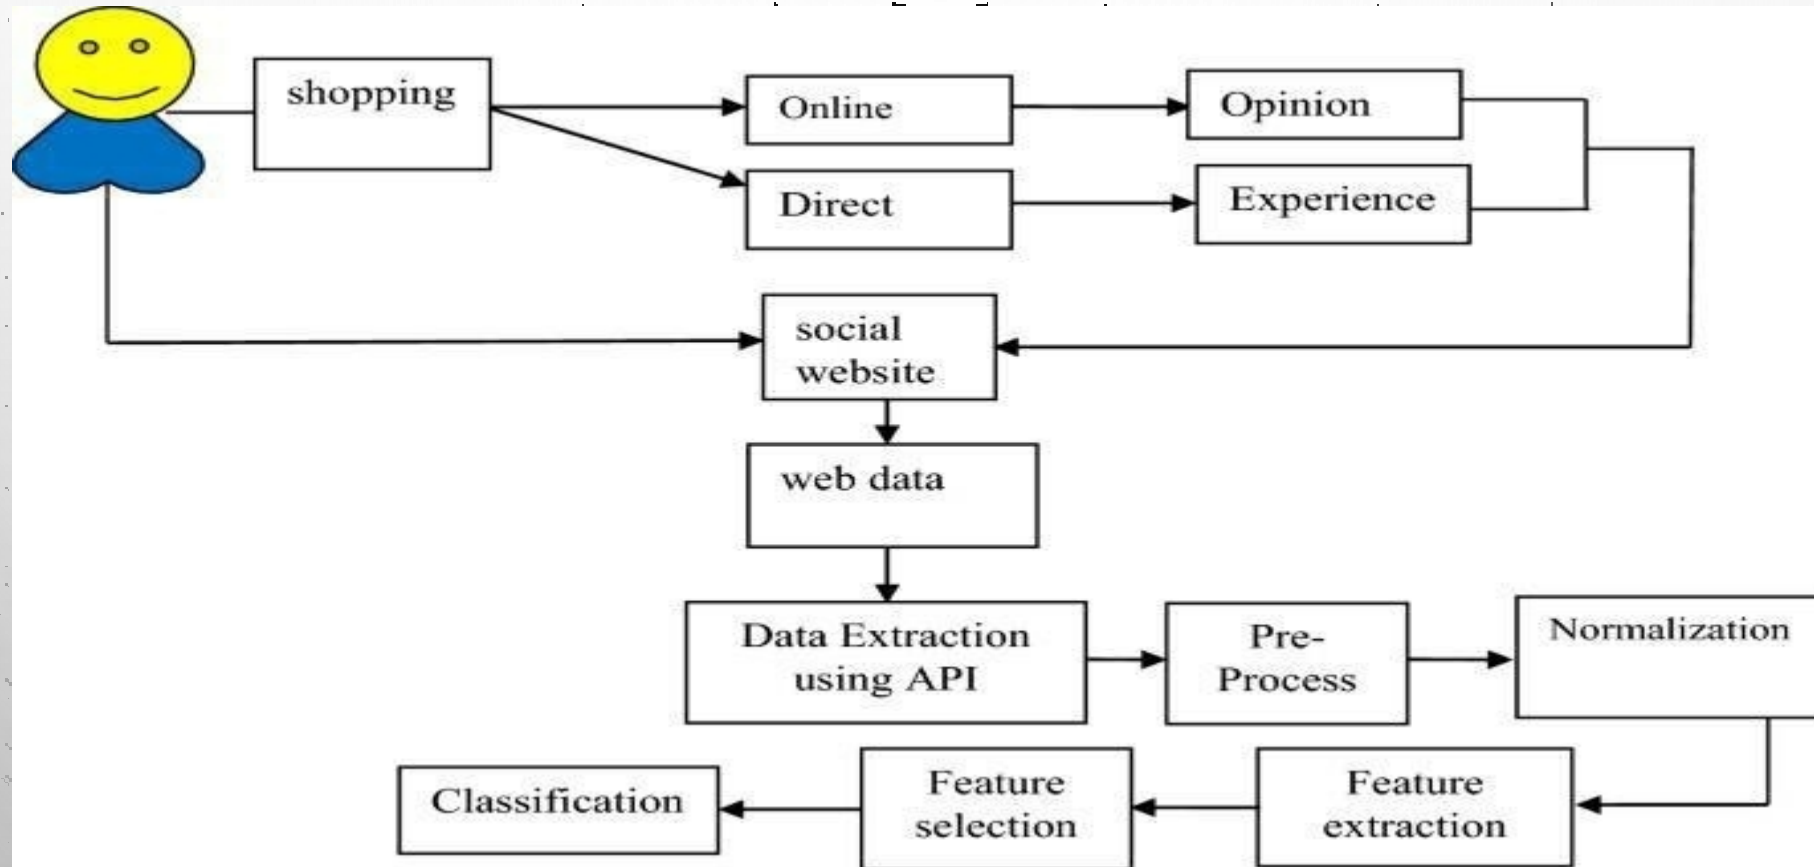 shopping
Online
Opinion
Direct
Experience
social
website
web data
Data Extraction
using API
Pre-
Process
Normalization
Classification
Feature
selection
Feature
extraction